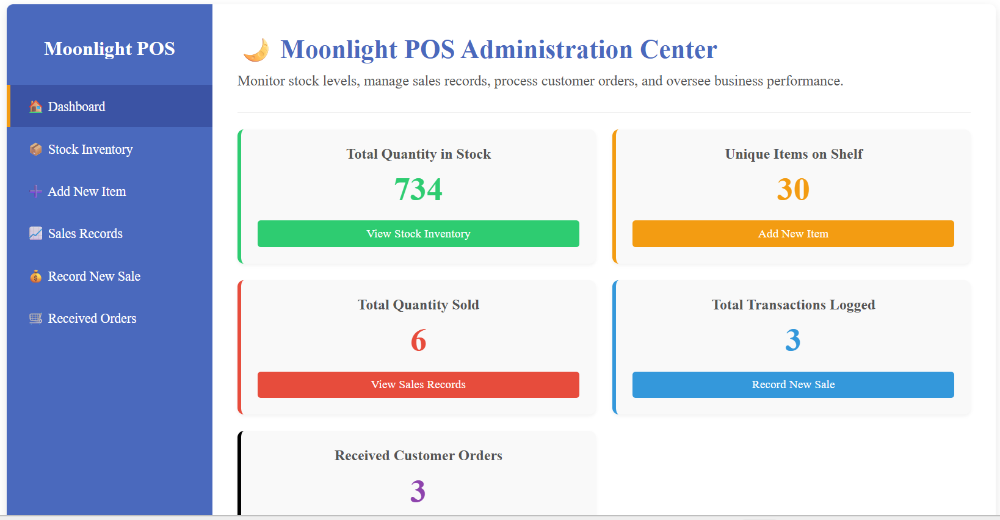 Moonlight POS
Dashboard
Stock Inventory
Add New Item
Sales Records
Record New Sale
Received Orders
Moonlight POS Administration Center
Monitor stock levels, manage sales records, process customer orders, and oversee business performance.
Total Quantity in Stock
734
View Stock Inventory
Unique Items on Shelf
30
Add New Item
Total Quantity Sold
6
View Sales Records
Total Transactions Logged
3
Record New Sale
Received Customer Orders
3